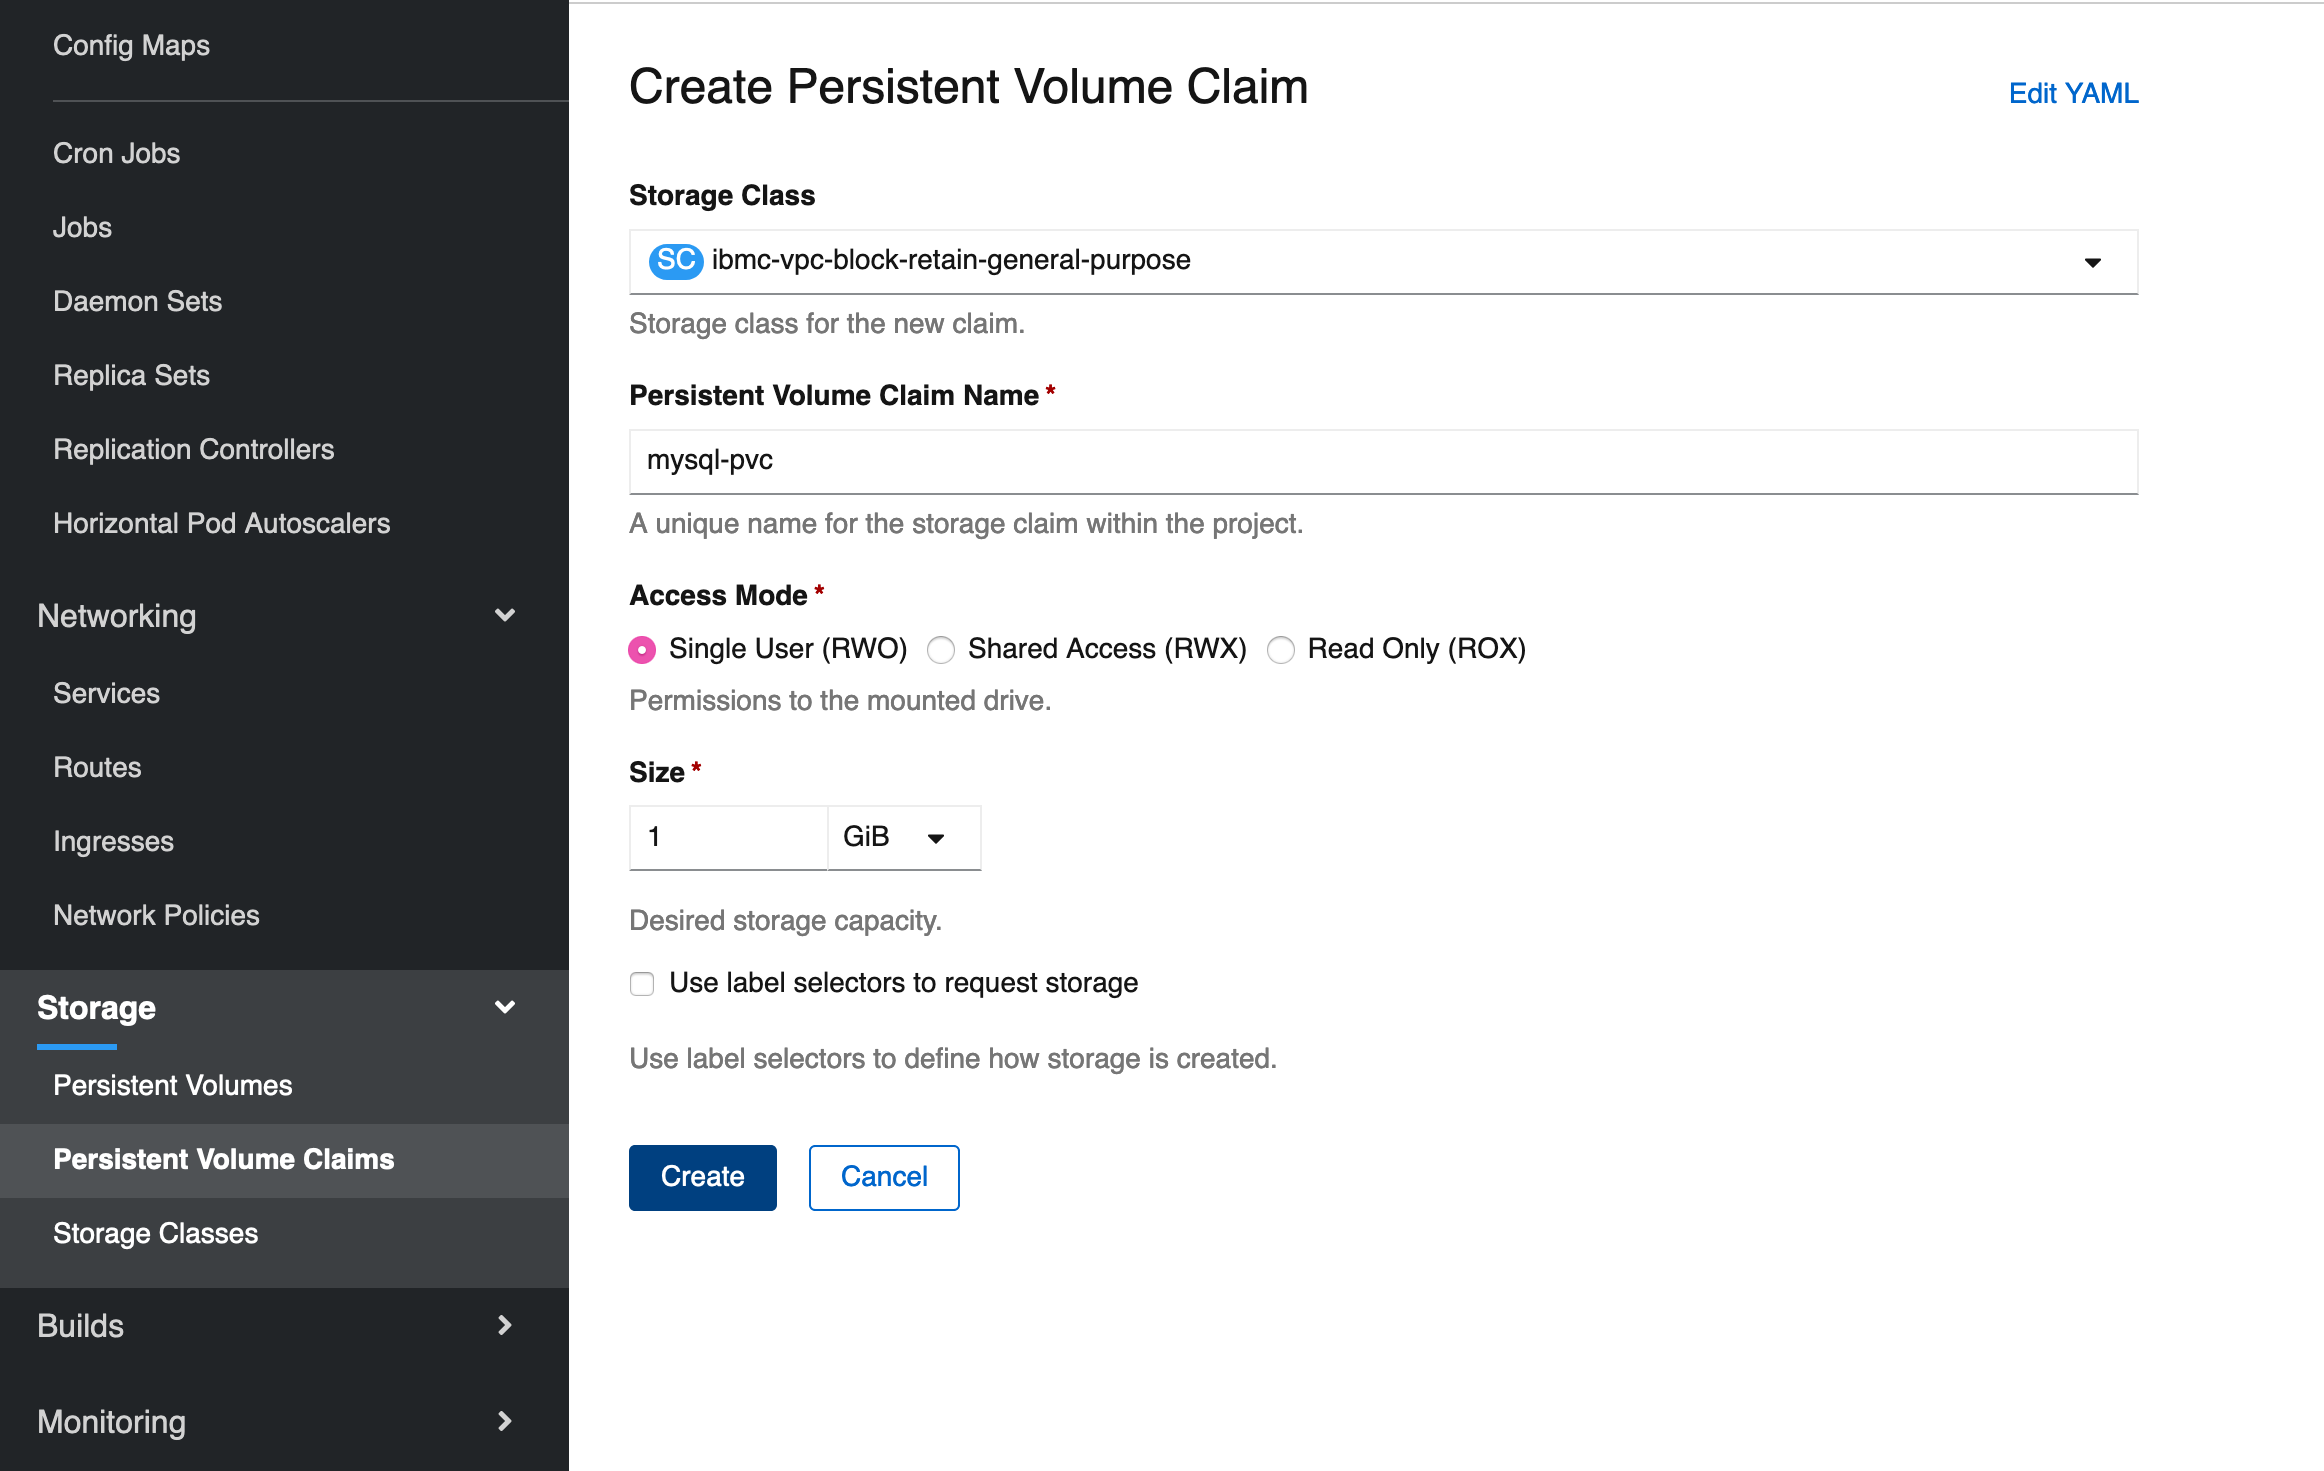 Config Maps
Cron Jobs
Jobs
Daemon Sets
Replica Sets
Replication Controllers
Horizontal Pod Autoscalers
Networking
Services
Routes
Ingresses
Network Policies
Storage
Persistent Volumes
Persistent Volume Claims
Storage Classes
Builds
Monitoring
Create Persistent Volume Claim
Edit YAML
Storage Class
SC ibmc-vpc-block-retain-general-purpose
Storage class for the new claim.
Persistent Volume Claim Name *
mysql-pvc
A unique name for the storage claim within the project.
Access Mode *
Single User (RWO) Shared Access (RWX) Read Only (ROX)
Permissions to the mounted drive.
Size *
1 GiB
Desired storage capacity.
Use label selectors to request storage
Use label selectors to define how storage is created.
Create Cancel